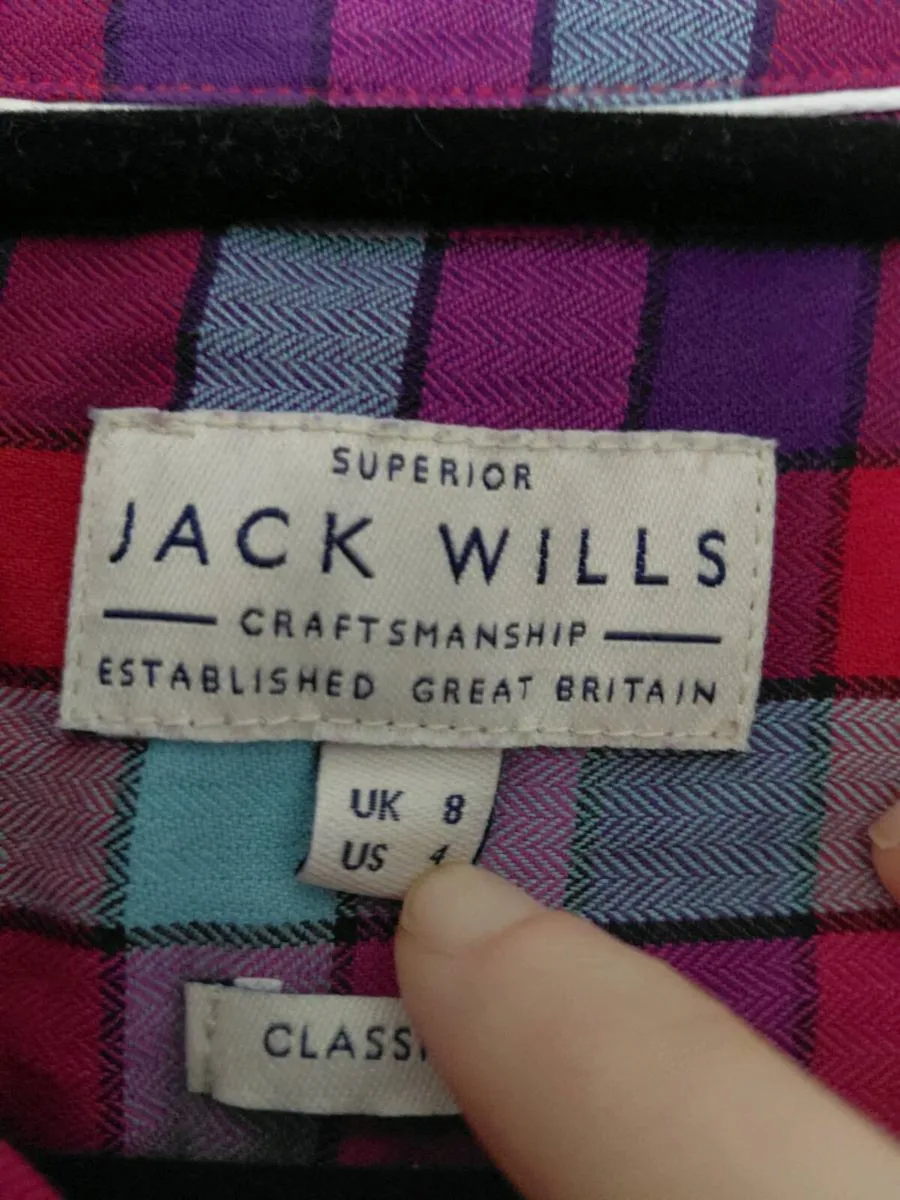 SUPERIOR
JACK WILLS
CRAFTSMANSHIP
ESTABLISHED GREAT BRITAIN
UK 8
US 4